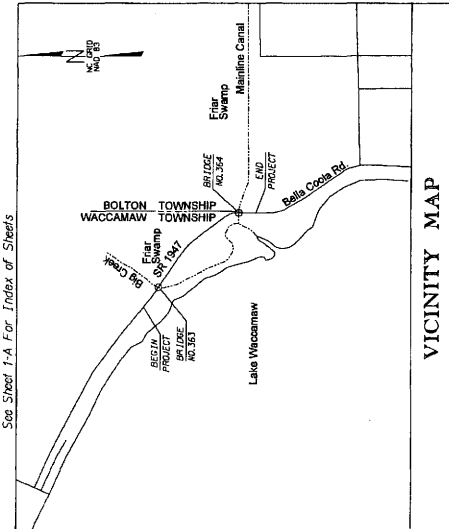 See Sheet 1-A For Index of Sheets
NC GRID
NAD 83
Mainline Canal
Friar
Swamp
BRIDGE
NO.364
END
PROJECT
Bella Coola Rd.
BOLTON TOWNSHIP
WACCAMAW TOWNSHIP
Friar
Swamp
SR 1947
Big Creek
BEGIN
PROJECT
BRIDGE
NO.363
Lake Waccamaw
VICINITY MAP